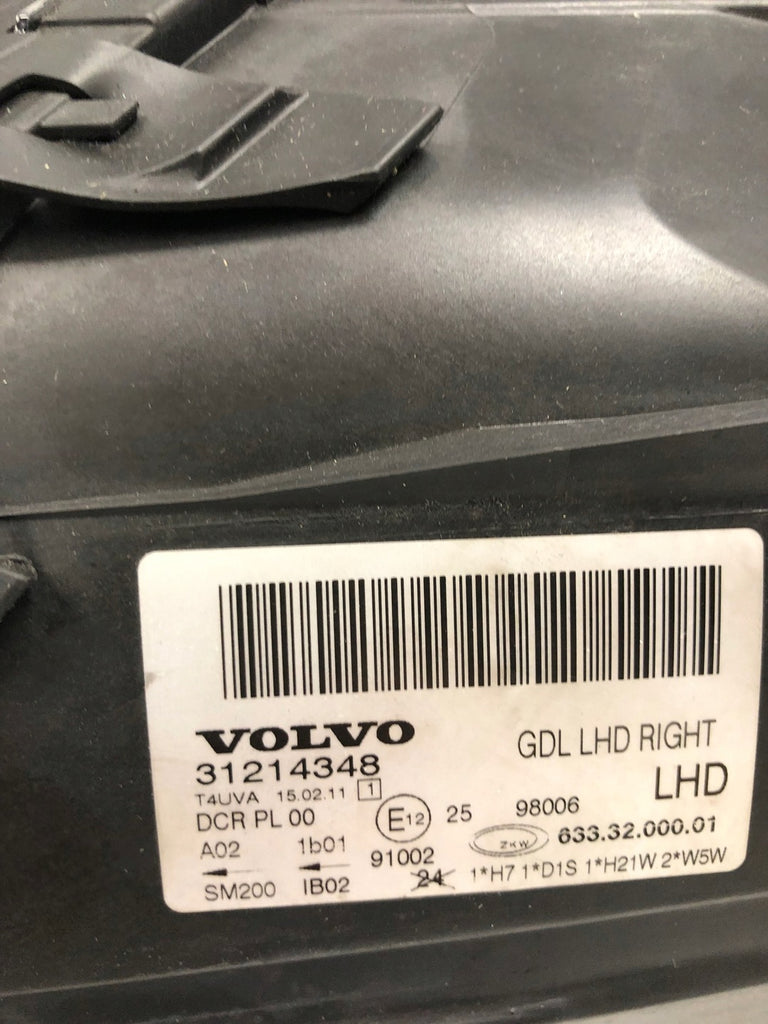 VOLVO
GDL LHD RIGHT
31214348
LHD
T4UVA 15.02.11 1
DCR PL 00
E12 25
98006
A02 1b01
91002
ZKW
633.32.000.01
SM200 IB02
24
1*H7 1*D1S 1*H21W 2*W5W